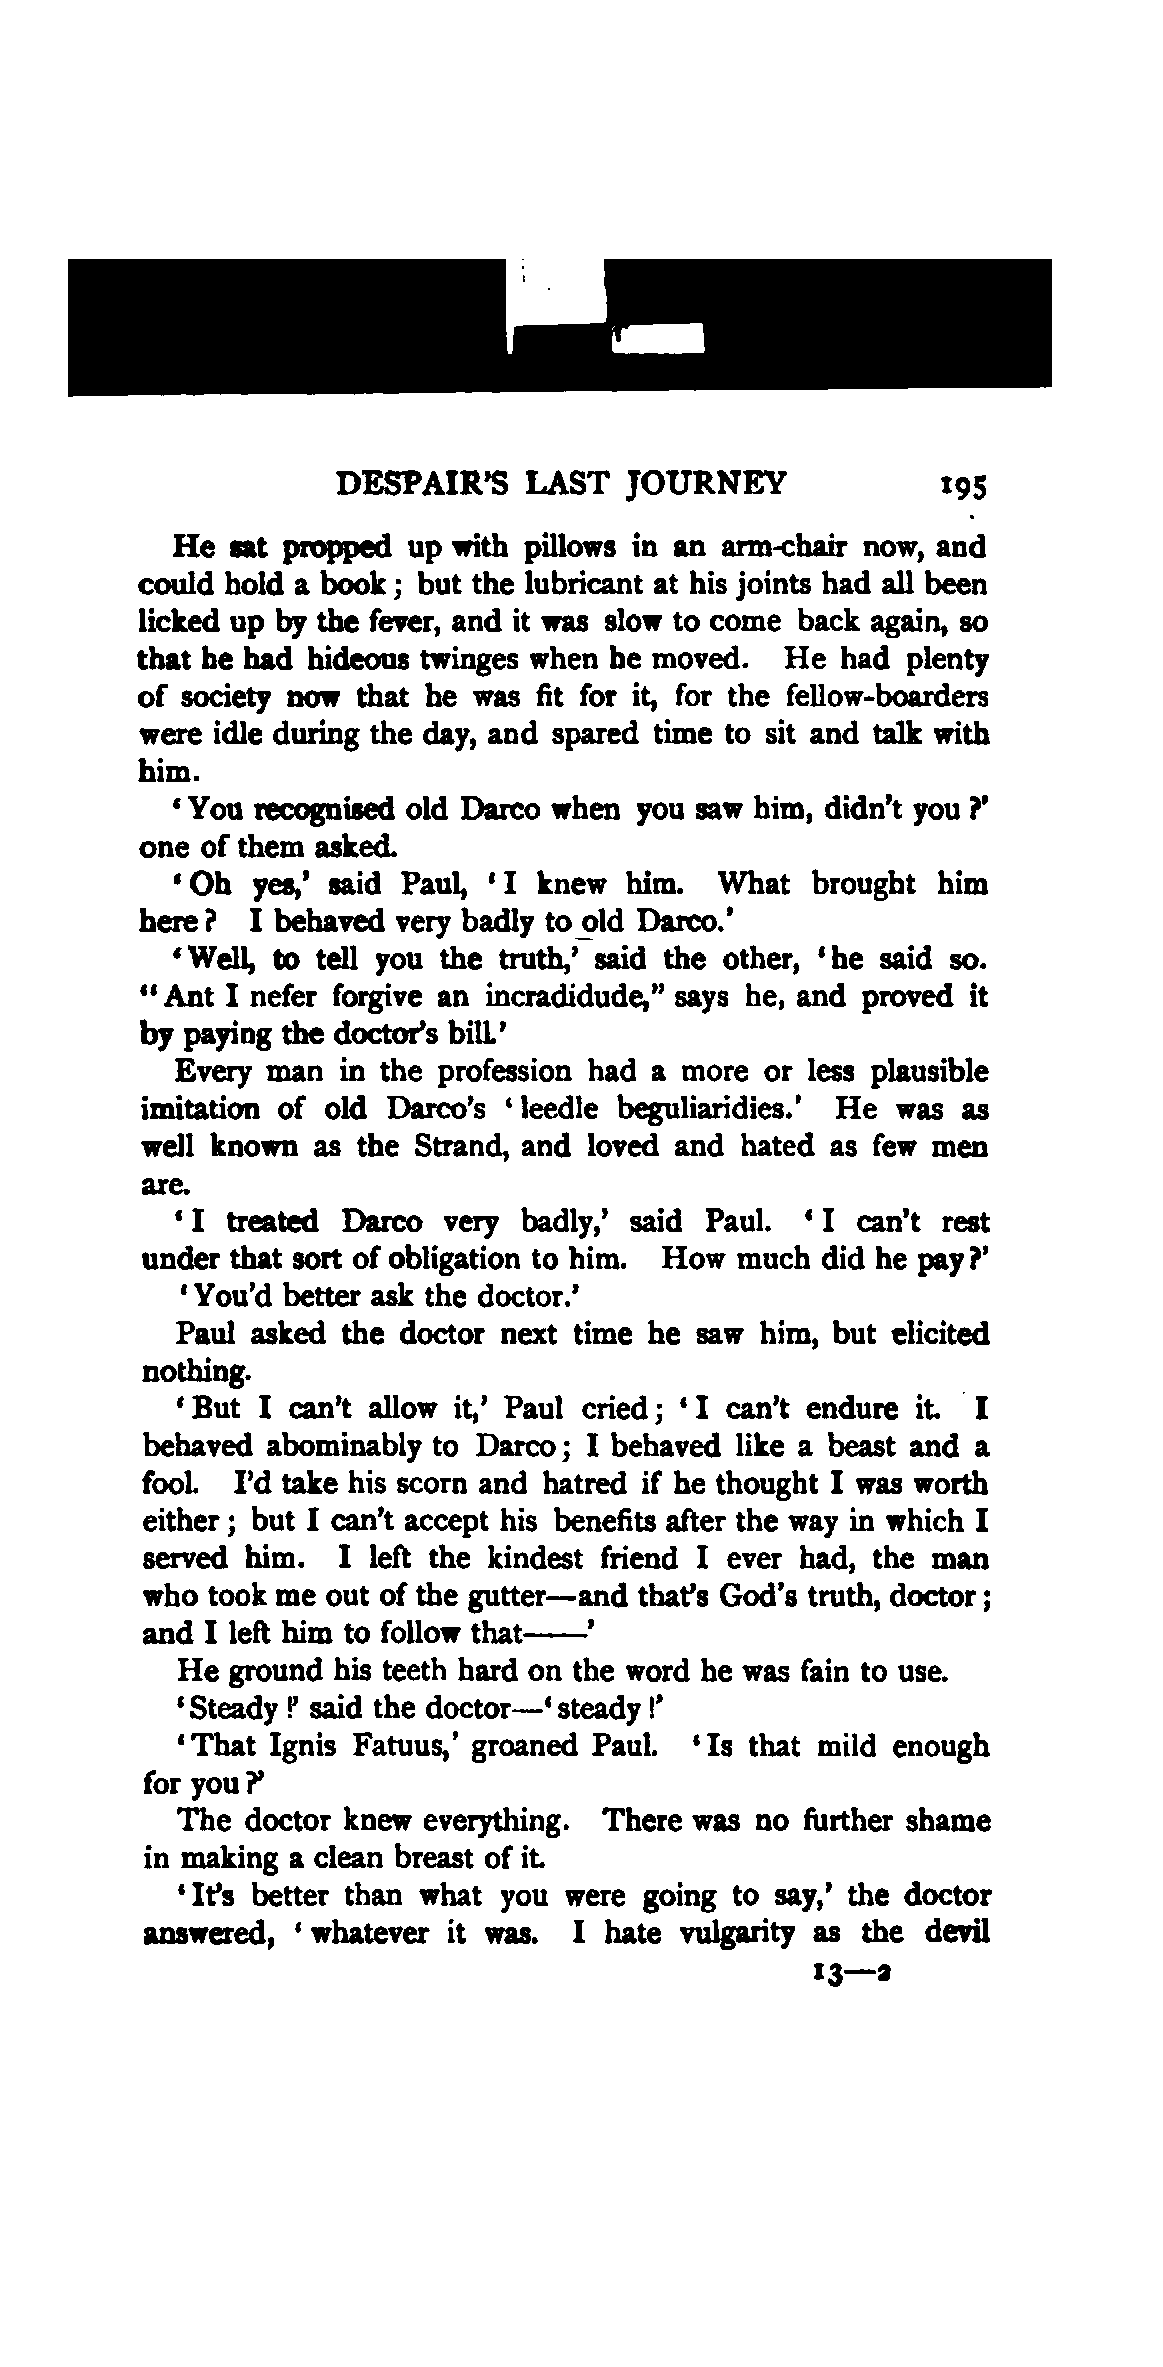 DESPAIR'S LAST JOURNEY 195
He sat propped up with pillows in an arm-chair now, and
could hold a book; but the lubricant at his joints had all been
licked up by the fever, and it was slow to come back again, so
that he had hideous twinges when he moved. He had plenty
of society now that he was fit for it, for the fellow-boarders
were idle during the day, and spared time to sit and talk with
him.
'You recognised old Darco when you saw him, didn't you?'
one of them asked.
'Oh yes,' said Paul, 'I knew him. What brought him
here? I behaved very badly to old Darco.'
'Well, to tell you the truth,' said the other, 'he said so.
"Ant I nefer forgive an incradidude," says he, and proved it
by paying the doctor's bill.'
Every man in the profession had a more or less plausible
imitation of old Darco's 'leedle beguliaridies.' He was as
well known as the Strand, and loved and hated as few men
are.
'I treated Darco very badly,' said Paul. 'I can't rest
under that sort of obligation to him. How much did he pay?'
'You'd better ask the doctor.'
Paul asked the doctor next time he saw him, but elicited
nothing.
'But I can't allow it,' Paul cried; 'I can't endure it. I
behaved abominably to Darco; I behaved like a beast and a
fool. I'd take his scorn and hatred if he thought I was worth
either; but I can't accept his benefits after the way in which I
served him. I left the kindest friend I ever had, the man
who took me out of the gutter—and that's God's truth, doctor;
and I left him to follow that——'
He ground his teeth hard on the word he was fain to use.
'Steady!' said the doctor—'steady!'
'That Ignis Fatuus,' groaned Paul. 'Is that mild enough
for you?'
The doctor knew everything. There was no further shame
in making a clean breast of it.
'It's better than what you were going to say,' the doctor
answered, 'whatever it was. I hate vulgarity as the devil
13—2